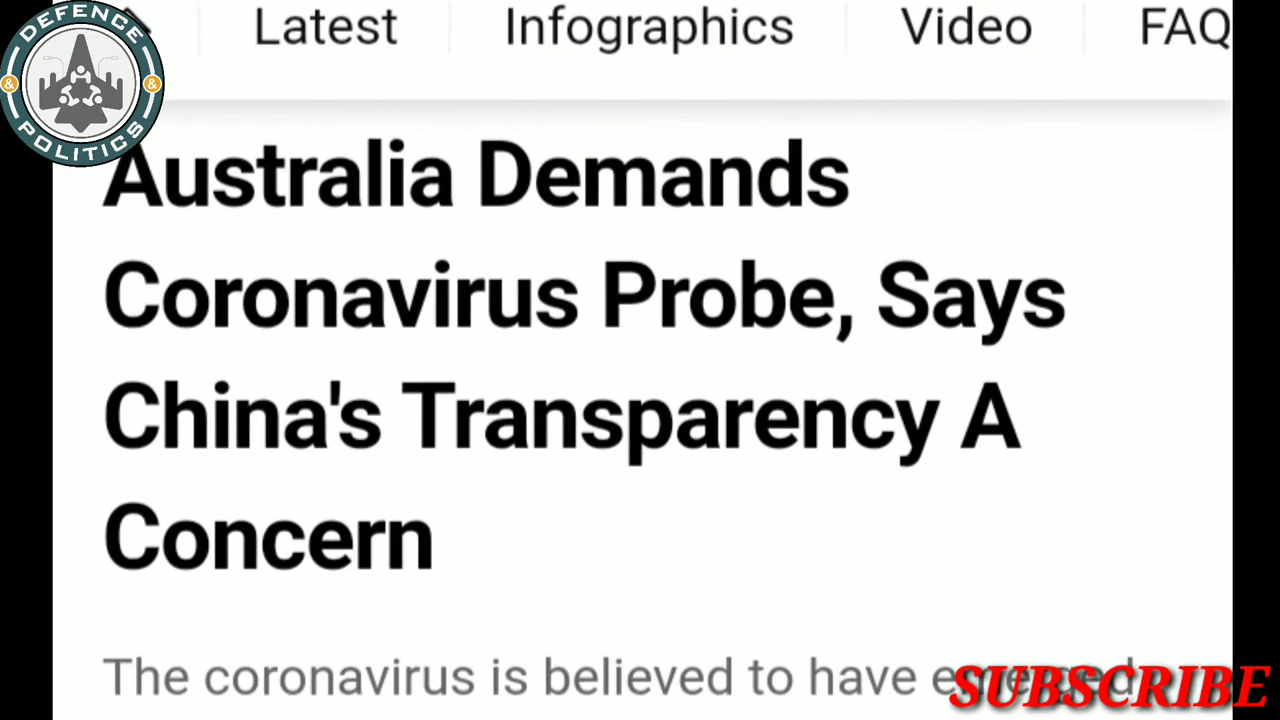 DEFENCE
&
&
POLITICS
Latest
Infographics
Video
FAQ
Australia Demands
Coronavirus Probe, Says
China's Transparency A
Concern
The coronavirus is believed to have emerged
SUBSCRIBE